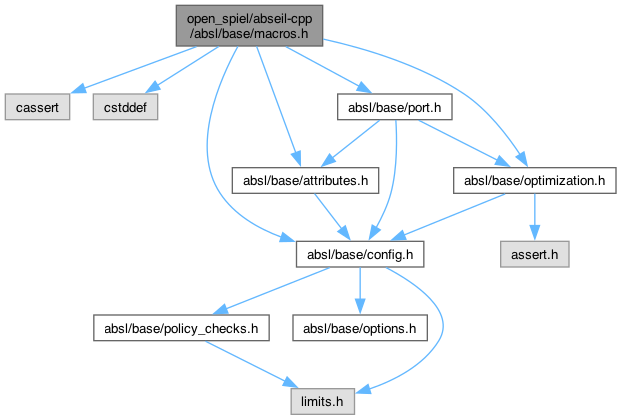 open_spiel/abseil-cpp
/absl/base/macros.h
cassert
cstddef
absl/base/port.h
absl/base/attributes.h
absl/base/optimization.h
absl/base/config.h
assert.h
absl/base/policy_checks.h
absl/base/options.h
limits.h